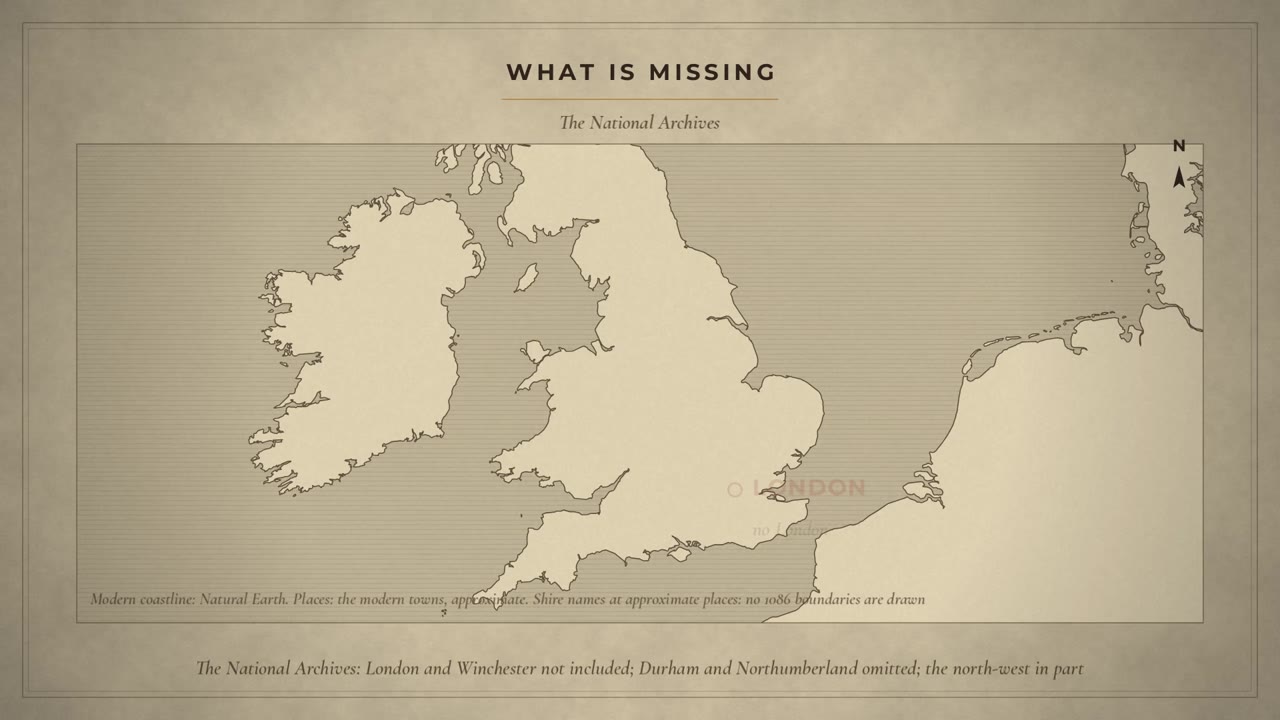 WHAT IS MISSING
The National Archives
N
LONDON
no London
Modern coastline: Natural Earth. Places: the modern towns, approximate. Shire names at approximate places: no 1086 boundaries are drawn
The National Archives: London and Winchester not included; Durham and Northumberland omitted; the north-west in part